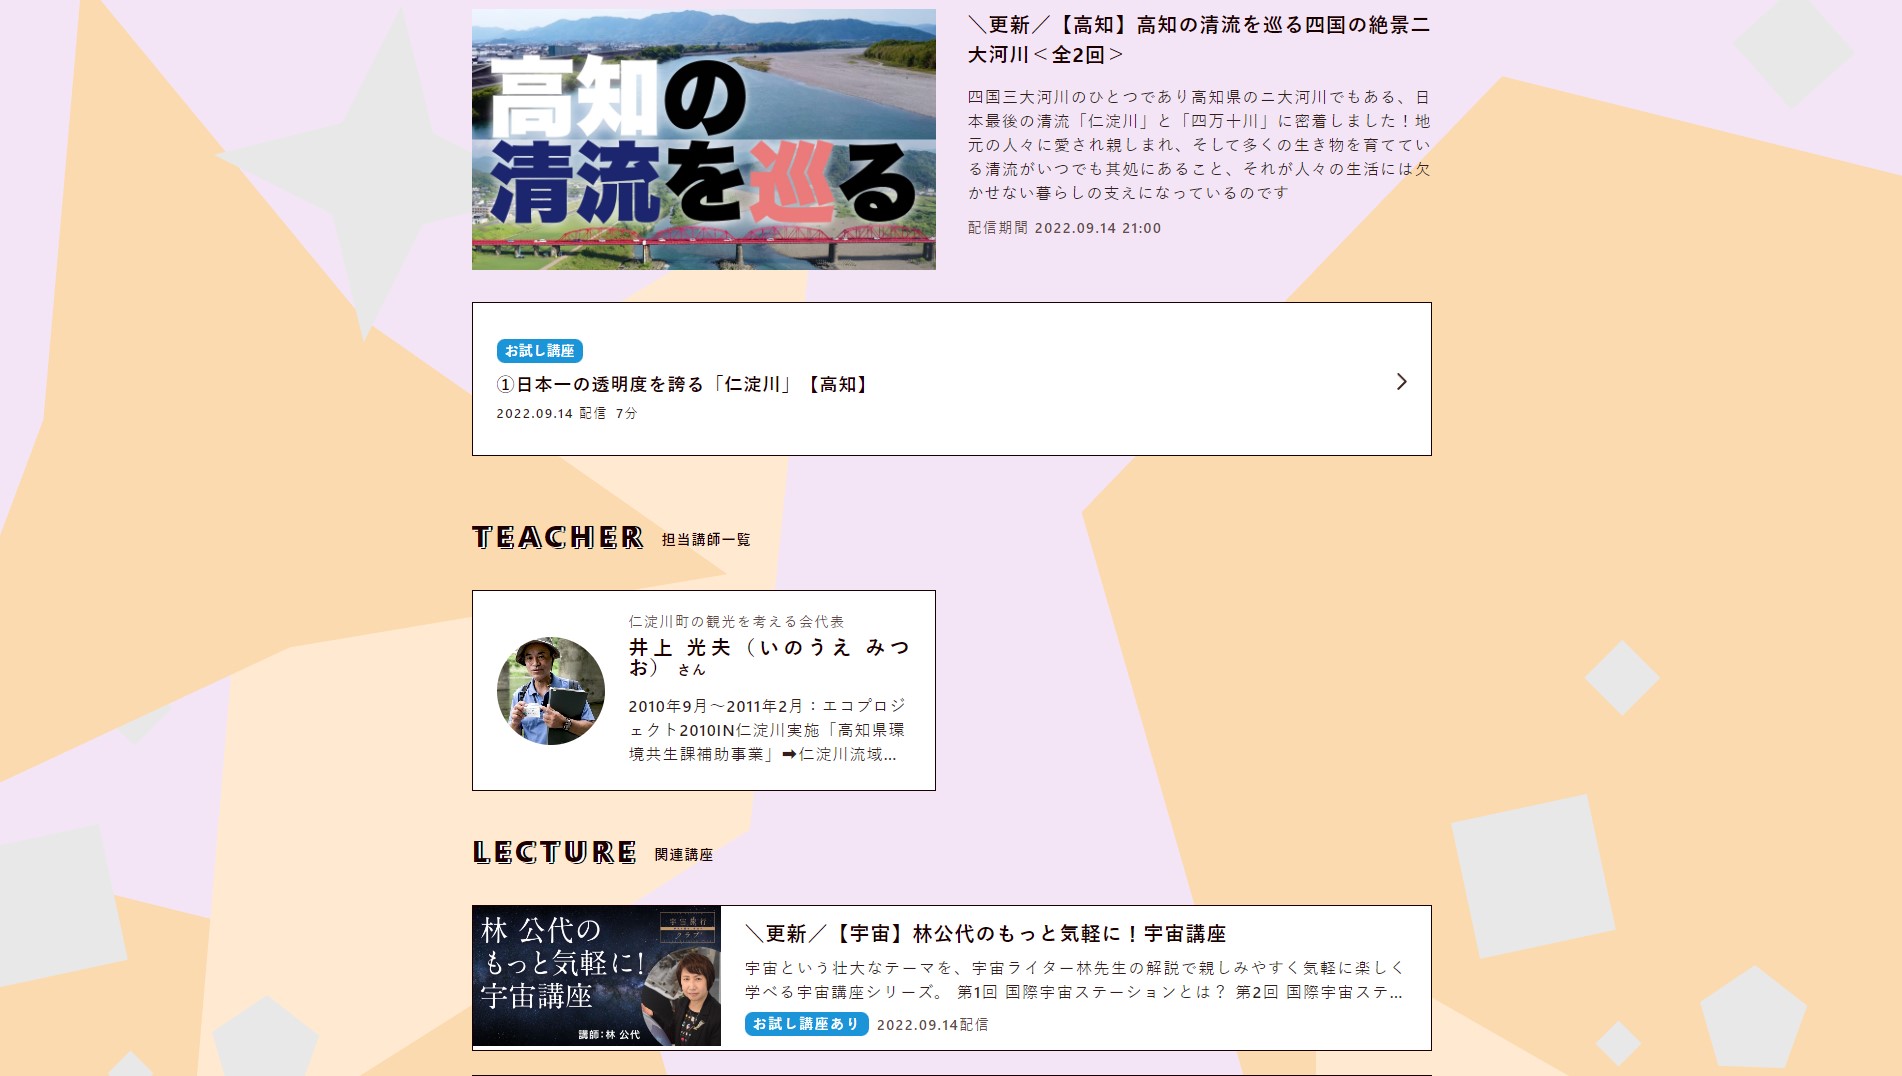 高知の
清流を巡る
＼更新／【高知】高知の清流を巡る四国の絶景二
大河川＜全2回＞
四国三大河川のひとつであり高知県のニ大河川でもある、日
本最後の清流「仁淀川」と「四万十川」に密着しました！地
元の人々に愛され親しまれ、そして多くの生き物を育ててい
る清流がいつでも其処にあること、それが人々の生活には欠
かせない暮らしの支えになっているのです
配信期間 2022.09.14 21:00
お試し講座
①日本一の透明度を誇る「仁淀川」【高知】
2022.09.14 配信 7分
TEACHER 担当講師一覧
仁淀川町の観光を考える会代表
井上 光夫（いのうえ みつ
お） さん
2010年9月～2011年2月：エコプロジ
ェクト2010IN仁淀川実施「高知県環
境共生課補助事業」➡仁淀川流域...
LECTURE 関連講座
林 公代の
もっと気軽に!
宇宙講座
宇宙旅行
クラブ
講師:林 公代
＼更新／【宇宙】林公代のもっと気軽に！宇宙講座
宇宙という壮大なテーマを、宇宙ライター林先生の解説で親しみやすく気軽に楽しく
学べる宇宙講座シリーズ。 第1回 国際宇宙ステーションとは？ 第2回 国際宇宙ステ...
お試し講座あり 2022.09.14配信